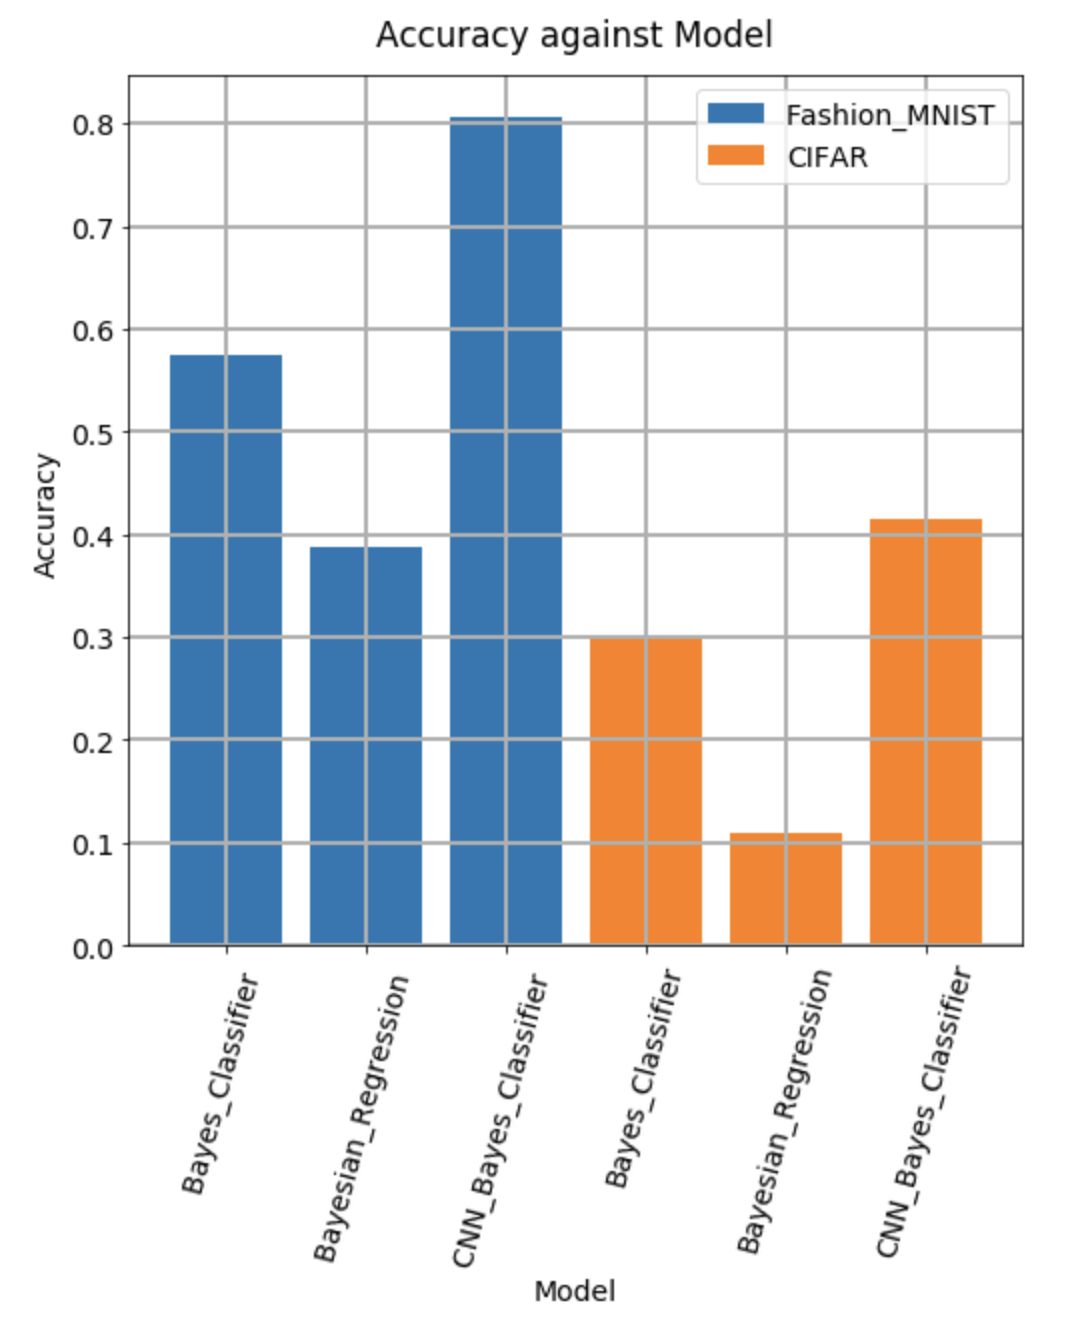 Accuracy against Model
Fashion_MNIST
CIFAR
0.8
0.7
0.6
0.5
0.4
0.3
0.2
0.1
0.0
Accuracy
Bayes_Classifier
Bayesian_Regression
CNN_Bayes_Classifier
Bayes_Classifier
Bayesian_Regression
CNN_Bayes_Classifier
Model